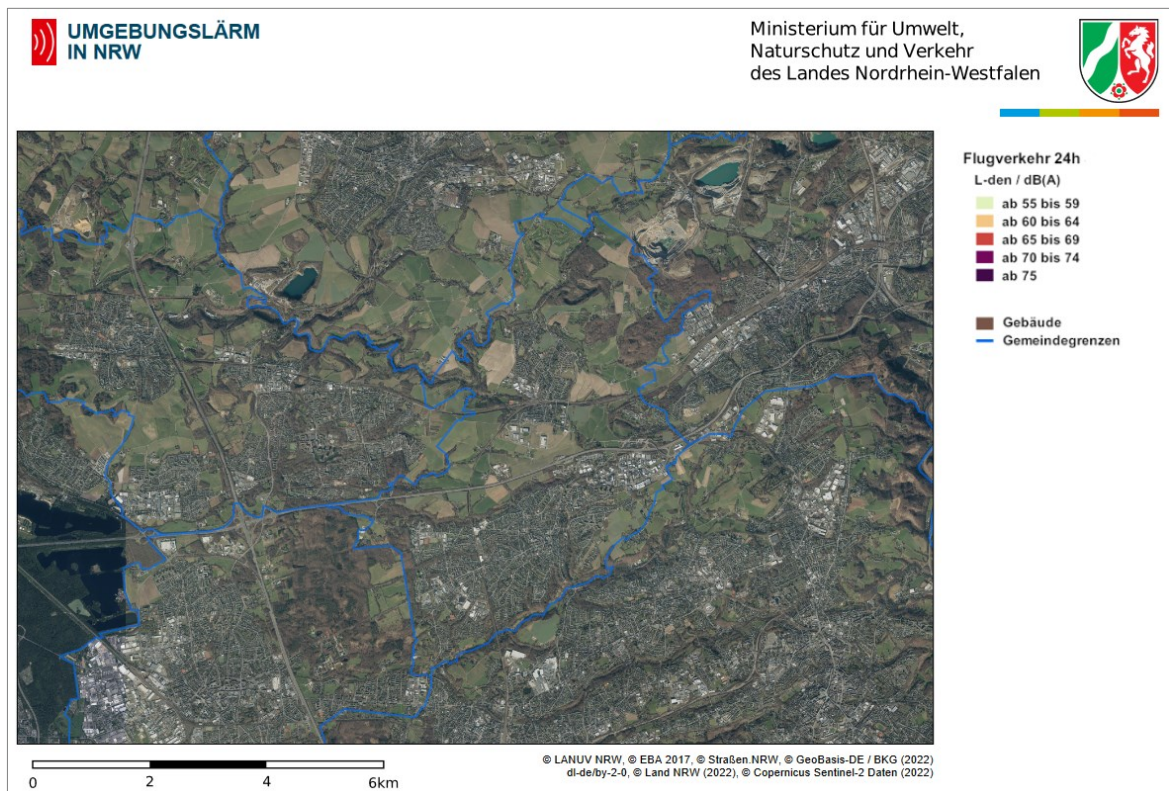 UMGEBUNGSLÄRM
IN NRW
Ministerium für Umwelt,
Naturschutz und Verkehr
des Landes Nordrhein-Westfalen
Flugverkehr 24h
L-den / dB(A)
ab 55 bis 59
ab 60 bis 64
ab 65 bis 69
ab 70 bis 74
ab 75
Gebäude
Gemeindegrenzen
© LANUV NRW, © EBA 2017, © Straßen.NRW, © GeoBasis-DE / BKG (2022)
dl-de/by-2-0, © Land NRW (2022), © Copernicus Sentinel-2 Daten (2022)
0 2 4 6km